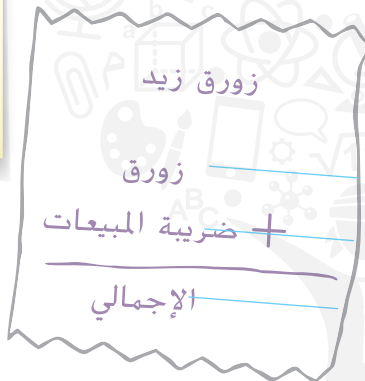 زورق زيد
زورق
+ ضريبة المبيعات
الإجمالي